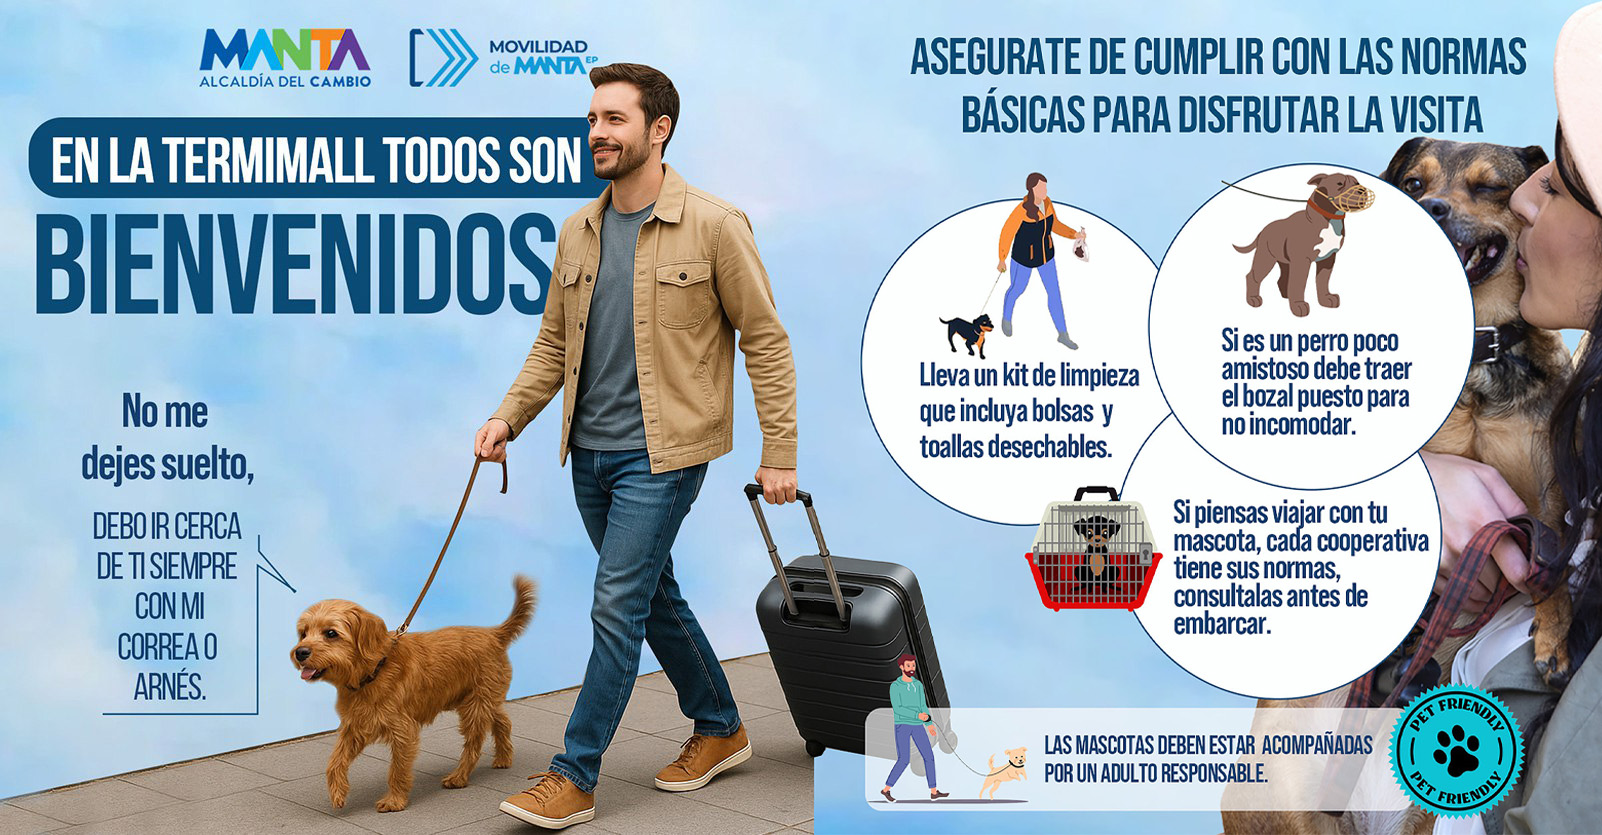 MANTA
ALCALDÍA DEL CAMBIO
MOVILIDAD
de MANTA EP
EN LA TERMIMALL TODOS SON
BIENVENIDOS
No me
dejes suelto,
DEBO IR CERCA
DE TI SIEMPRE
CON MI
CORREA O
ARNÉS.
ASEGURATE DE CUMPLIR CON LAS NORMAS
BÁSICAS PARA DISFRUTAR LA VISITA
Lleva un kit de limpieza
que incluya bolsas y
toallas desechables.
Si es un perro poco
amistoso debe traer
el bozal puesto para
no incomodar.
Si piensas viajar con tu
mascota, cada cooperativa
tiene sus normas,
consultalas antes de
embarcar.
LAS MASCOTAS DEBEN ESTAR ACOMPAÑADAS
POR UN ADULTO RESPONSABLE.
PET FRIENDLY
PET FRIENDLY